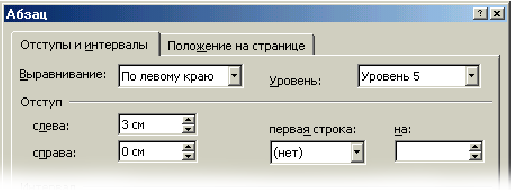 Абзац
Отступы и интервалы Положение на странице
Выравнивание: По левому краю Уровень: Уровень 5
Отступ
слева: 3 см первая строка: на:
справа: 0 см (нет)